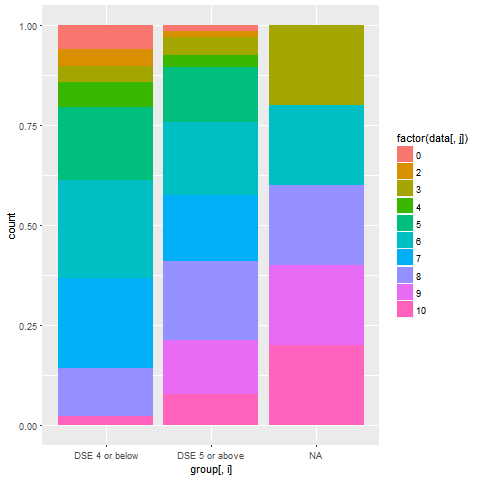 1.00
0.75
0.50
0.25
0.00
count
DSE 4 or below
DSE 5 or above
NA
group[, i]
factor(data[, j])
0
2
3
4
5
6
7
8
9
10